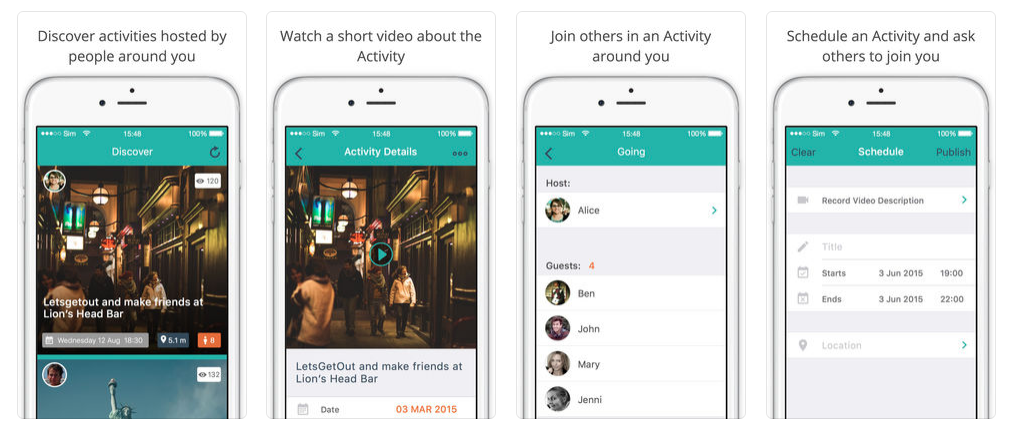 Discover activities hosted by
people around you
Sim
15:48
100%
Discover
120
Letsgetout and make friends at
Lion's Head Bar
Wednesday 12 Aug 18:30
5.1 m
8
132
Watch a short video about the
Activity
Sim
15:48
100%
Activity Details
LetsGetOut and make friends at
Lion's Head Bar
Date
03 MAR 2015
Join others in an Activity
around you
Sim
15:48
100%
Going
Host:
Alice
Guests: 4
Ben
John
Mary
Jenni
Schedule an Activity and ask
others to join you
Sim
15:48
100%
Clear Schedule Publish
Record Video Description
Title
Starts 3 Jun 2015 19:00
Ends 3 Jun 2015 22:00
Location